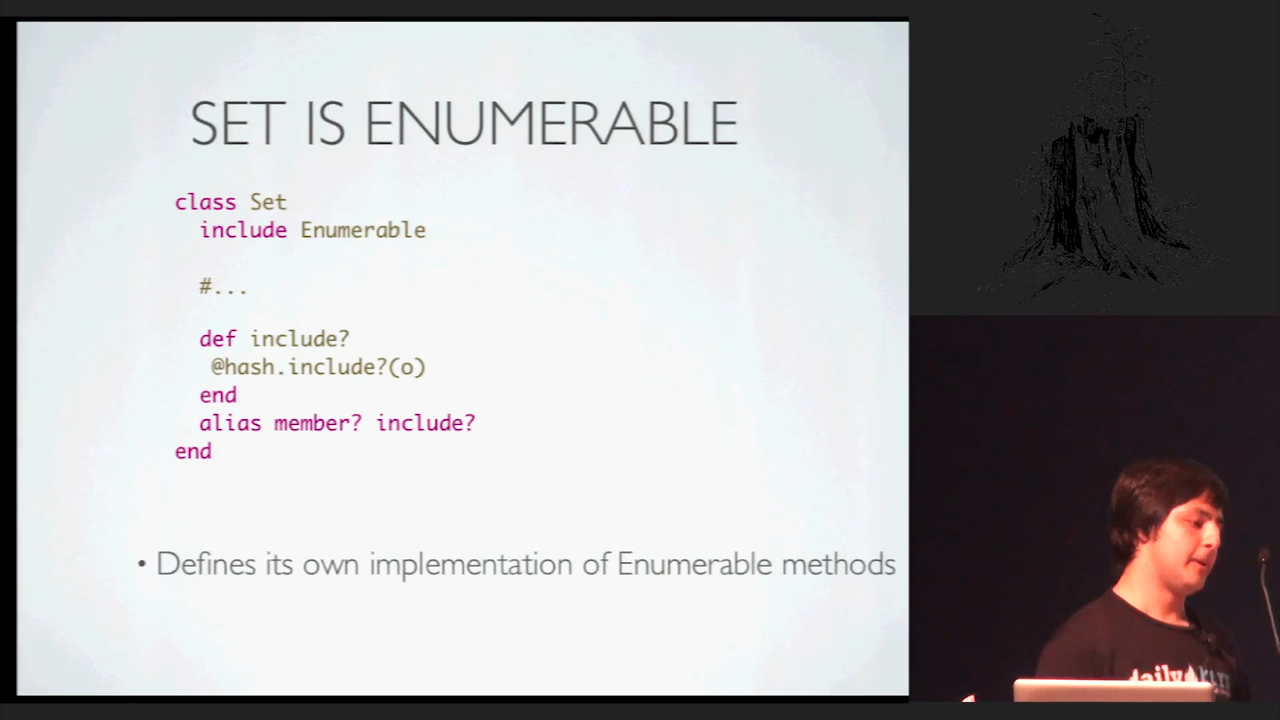 SET IS ENUMERABLE
class Set
include Enumerable
#...
def include?
@hash.include?(o)
end
alias member? include?
end
• Defines its own implementation of Enumerable methods
daily